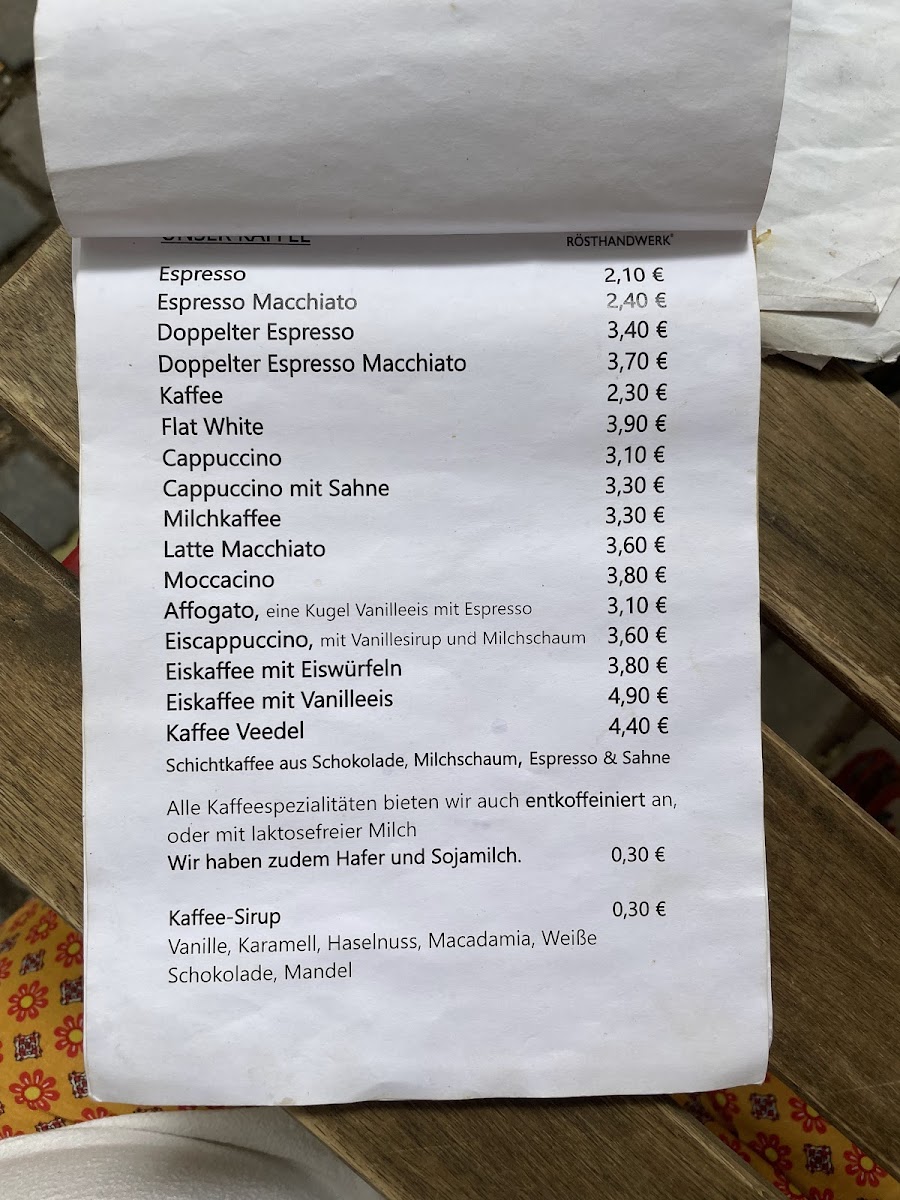 UNSER KAFFEE RÖSTHANDWERK®
Espresso 2,10 €
Espresso Macchiato 2,40 €
Doppelter Espresso 3,40 €
Doppelter Espresso Macchiato 3,70 €
Kaffee 2,30 €
Flat White 3,90 €
Cappuccino 3,10 €
Cappuccino mit Sahne 3,30 €
Milchkaffee 3,30 €
Latte Macchiato 3,60 €
Moccacino 3,80 €
Affogato, eine Kugel Vanilleeis mit Espresso 3,10 €
Eiscappuccino, mit Vanillesirup und Milchschaum 3,60 €
Eiskaffee mit Eiswürfeln 3,80 €
Eiskaffee mit Vanilleeis 4,90 €
Kaffee Veedel 4,40 €
Schichtkaffee aus Schokolade, Milchschaum, Espresso & Sahne
Alle Kaffeespezialitäten bieten wir auch entkoffeiniert an,
oder mit laktosefreier Milch
Wir haben zudem Hafer und Sojamilch. 0,30 €
Kaffee-Sirup 0,30 €
Vanille, Karamell, Haselnuss, Macadamia, Weiße
Schokolade, Mandel